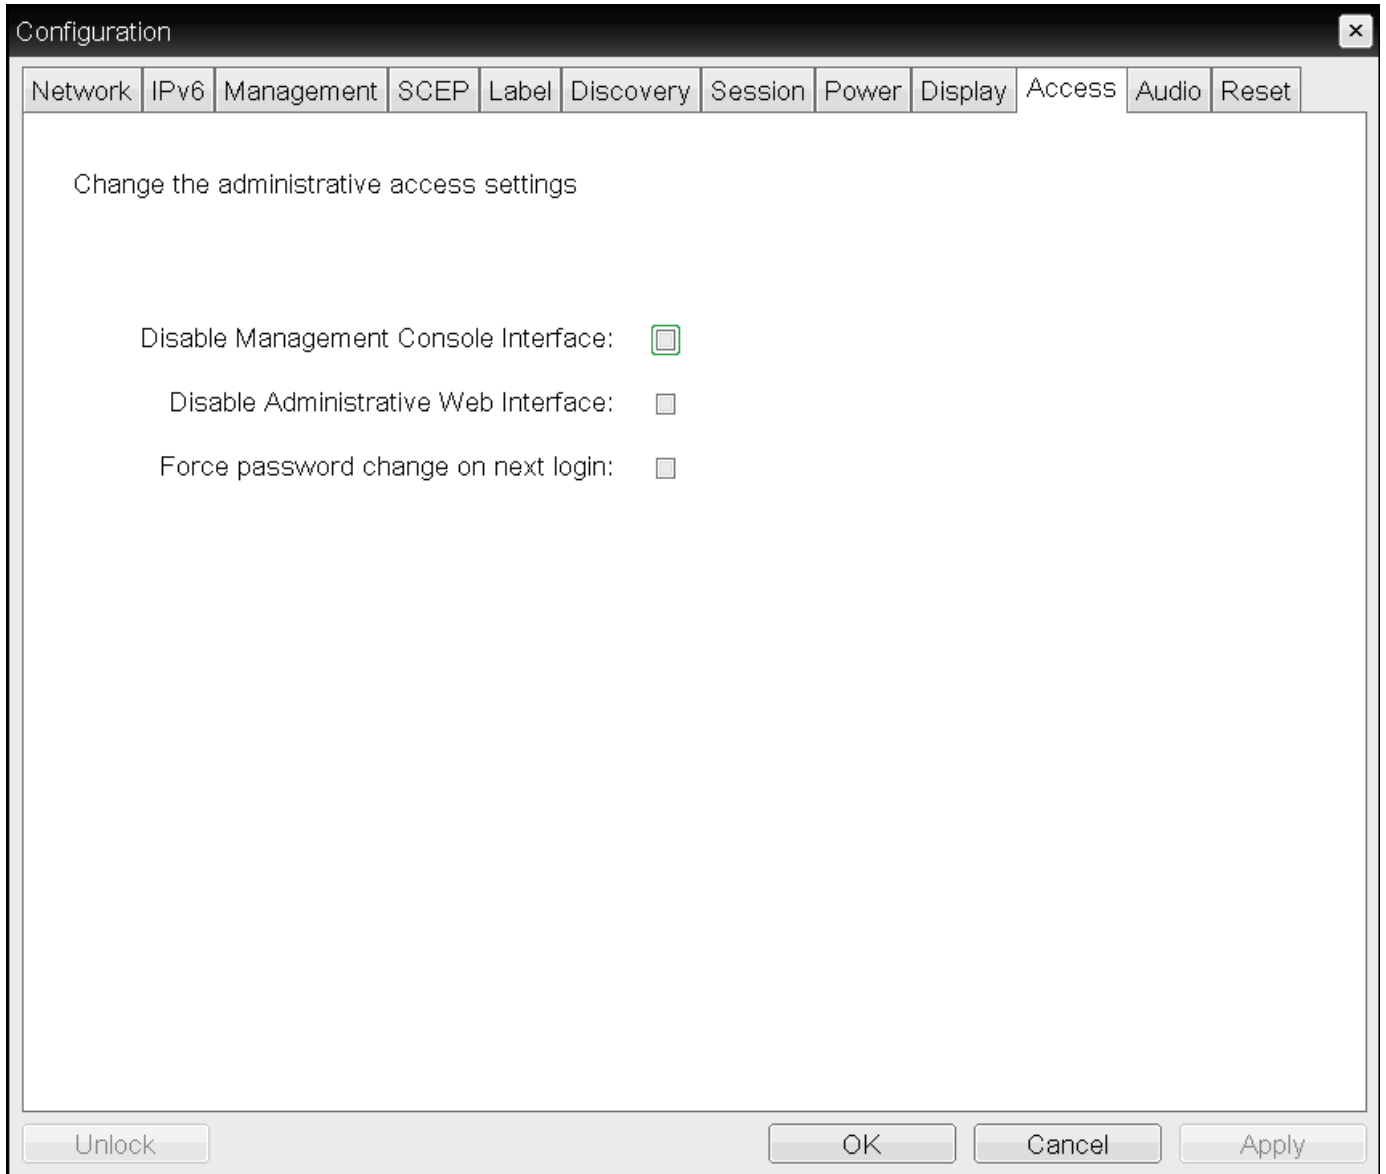 Configuration
Network IPv6 Management SCEP Label Discovery Session Power Display Access Audio Reset
Change the administrative access settings
Disable Management Console Interface:
Disable Administrative Web Interface:
Force password change on next login:
Unlock OK Cancel Apply